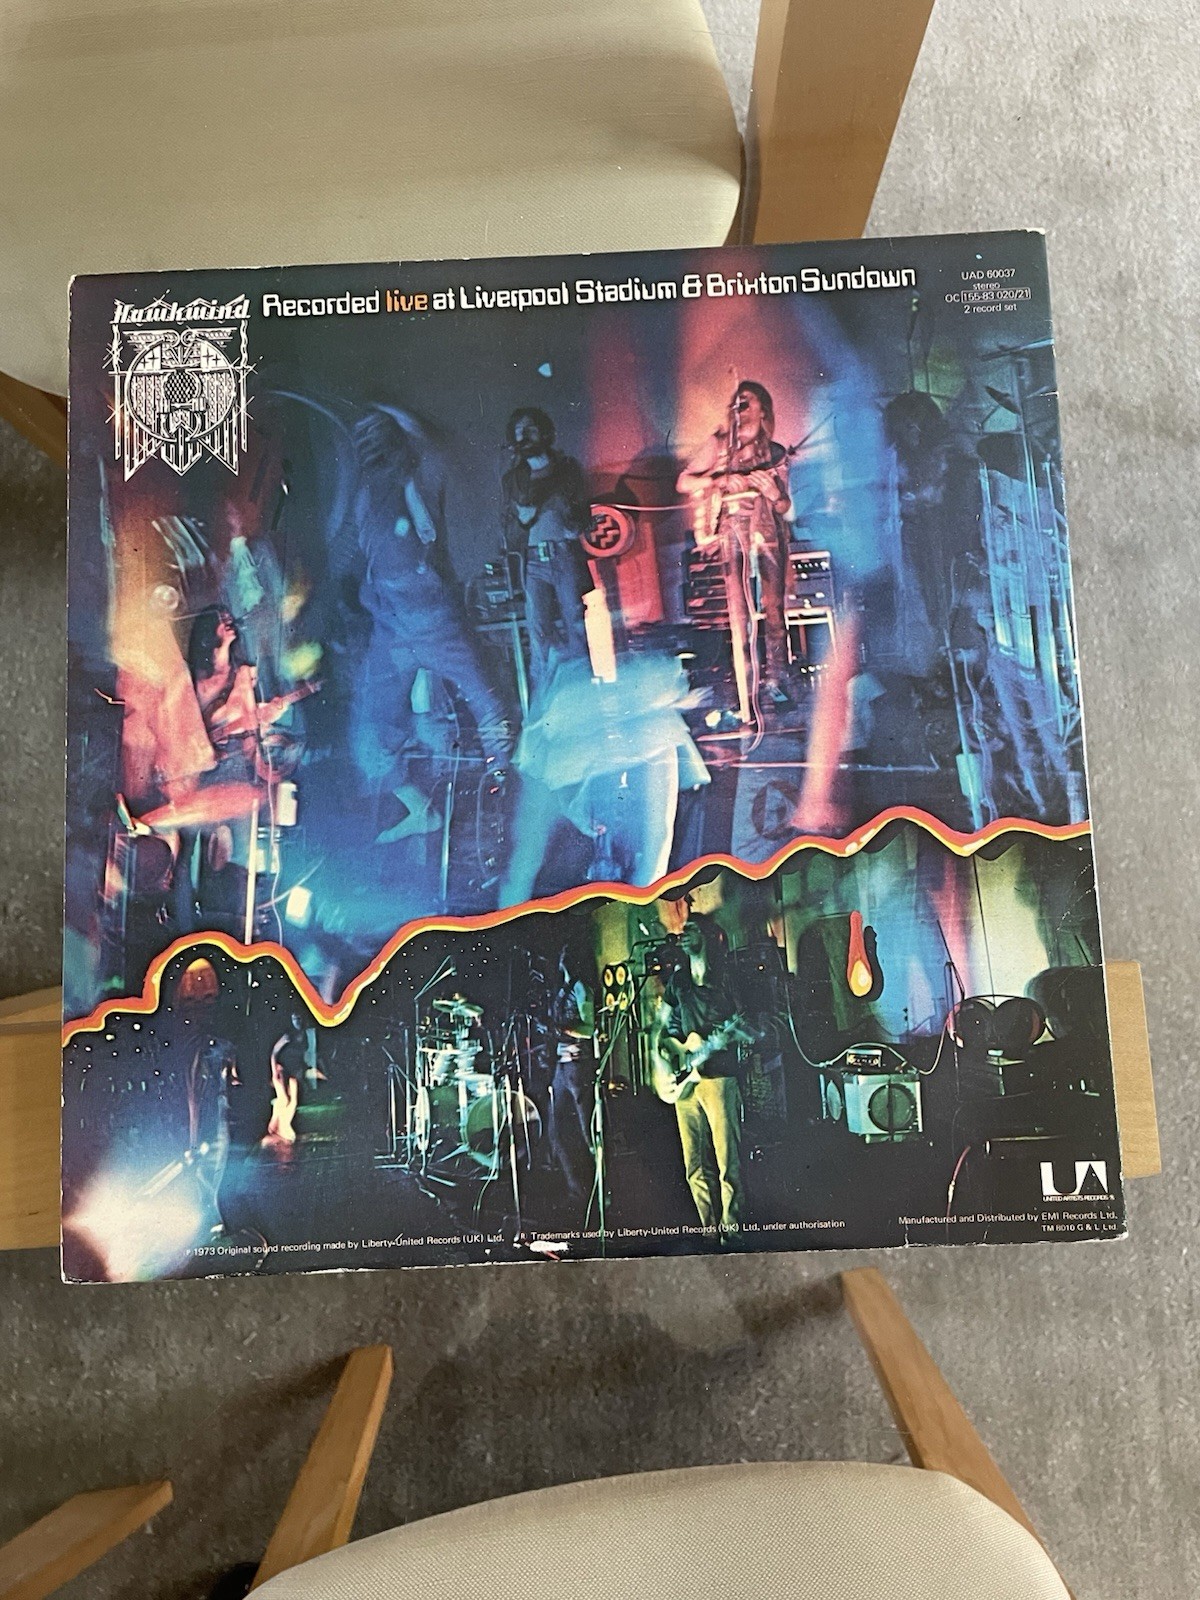 Hawkwind
Recorded live at Liverpool Stadium & Brixton Sundown
UAD 60037
stereo
OC 155-83 020/21
2 record set
UA
UNITED ARTISTS RECORDS ®
℗ 1973 Original sound recording made by Liberty-United Records (UK) Ltd. ® Trademarks used by Liberty-United Records (UK) Ltd, under authorisation
Manufactured and Distributed by EMI Records Ltd.
TM 8010 G & L Ltd.